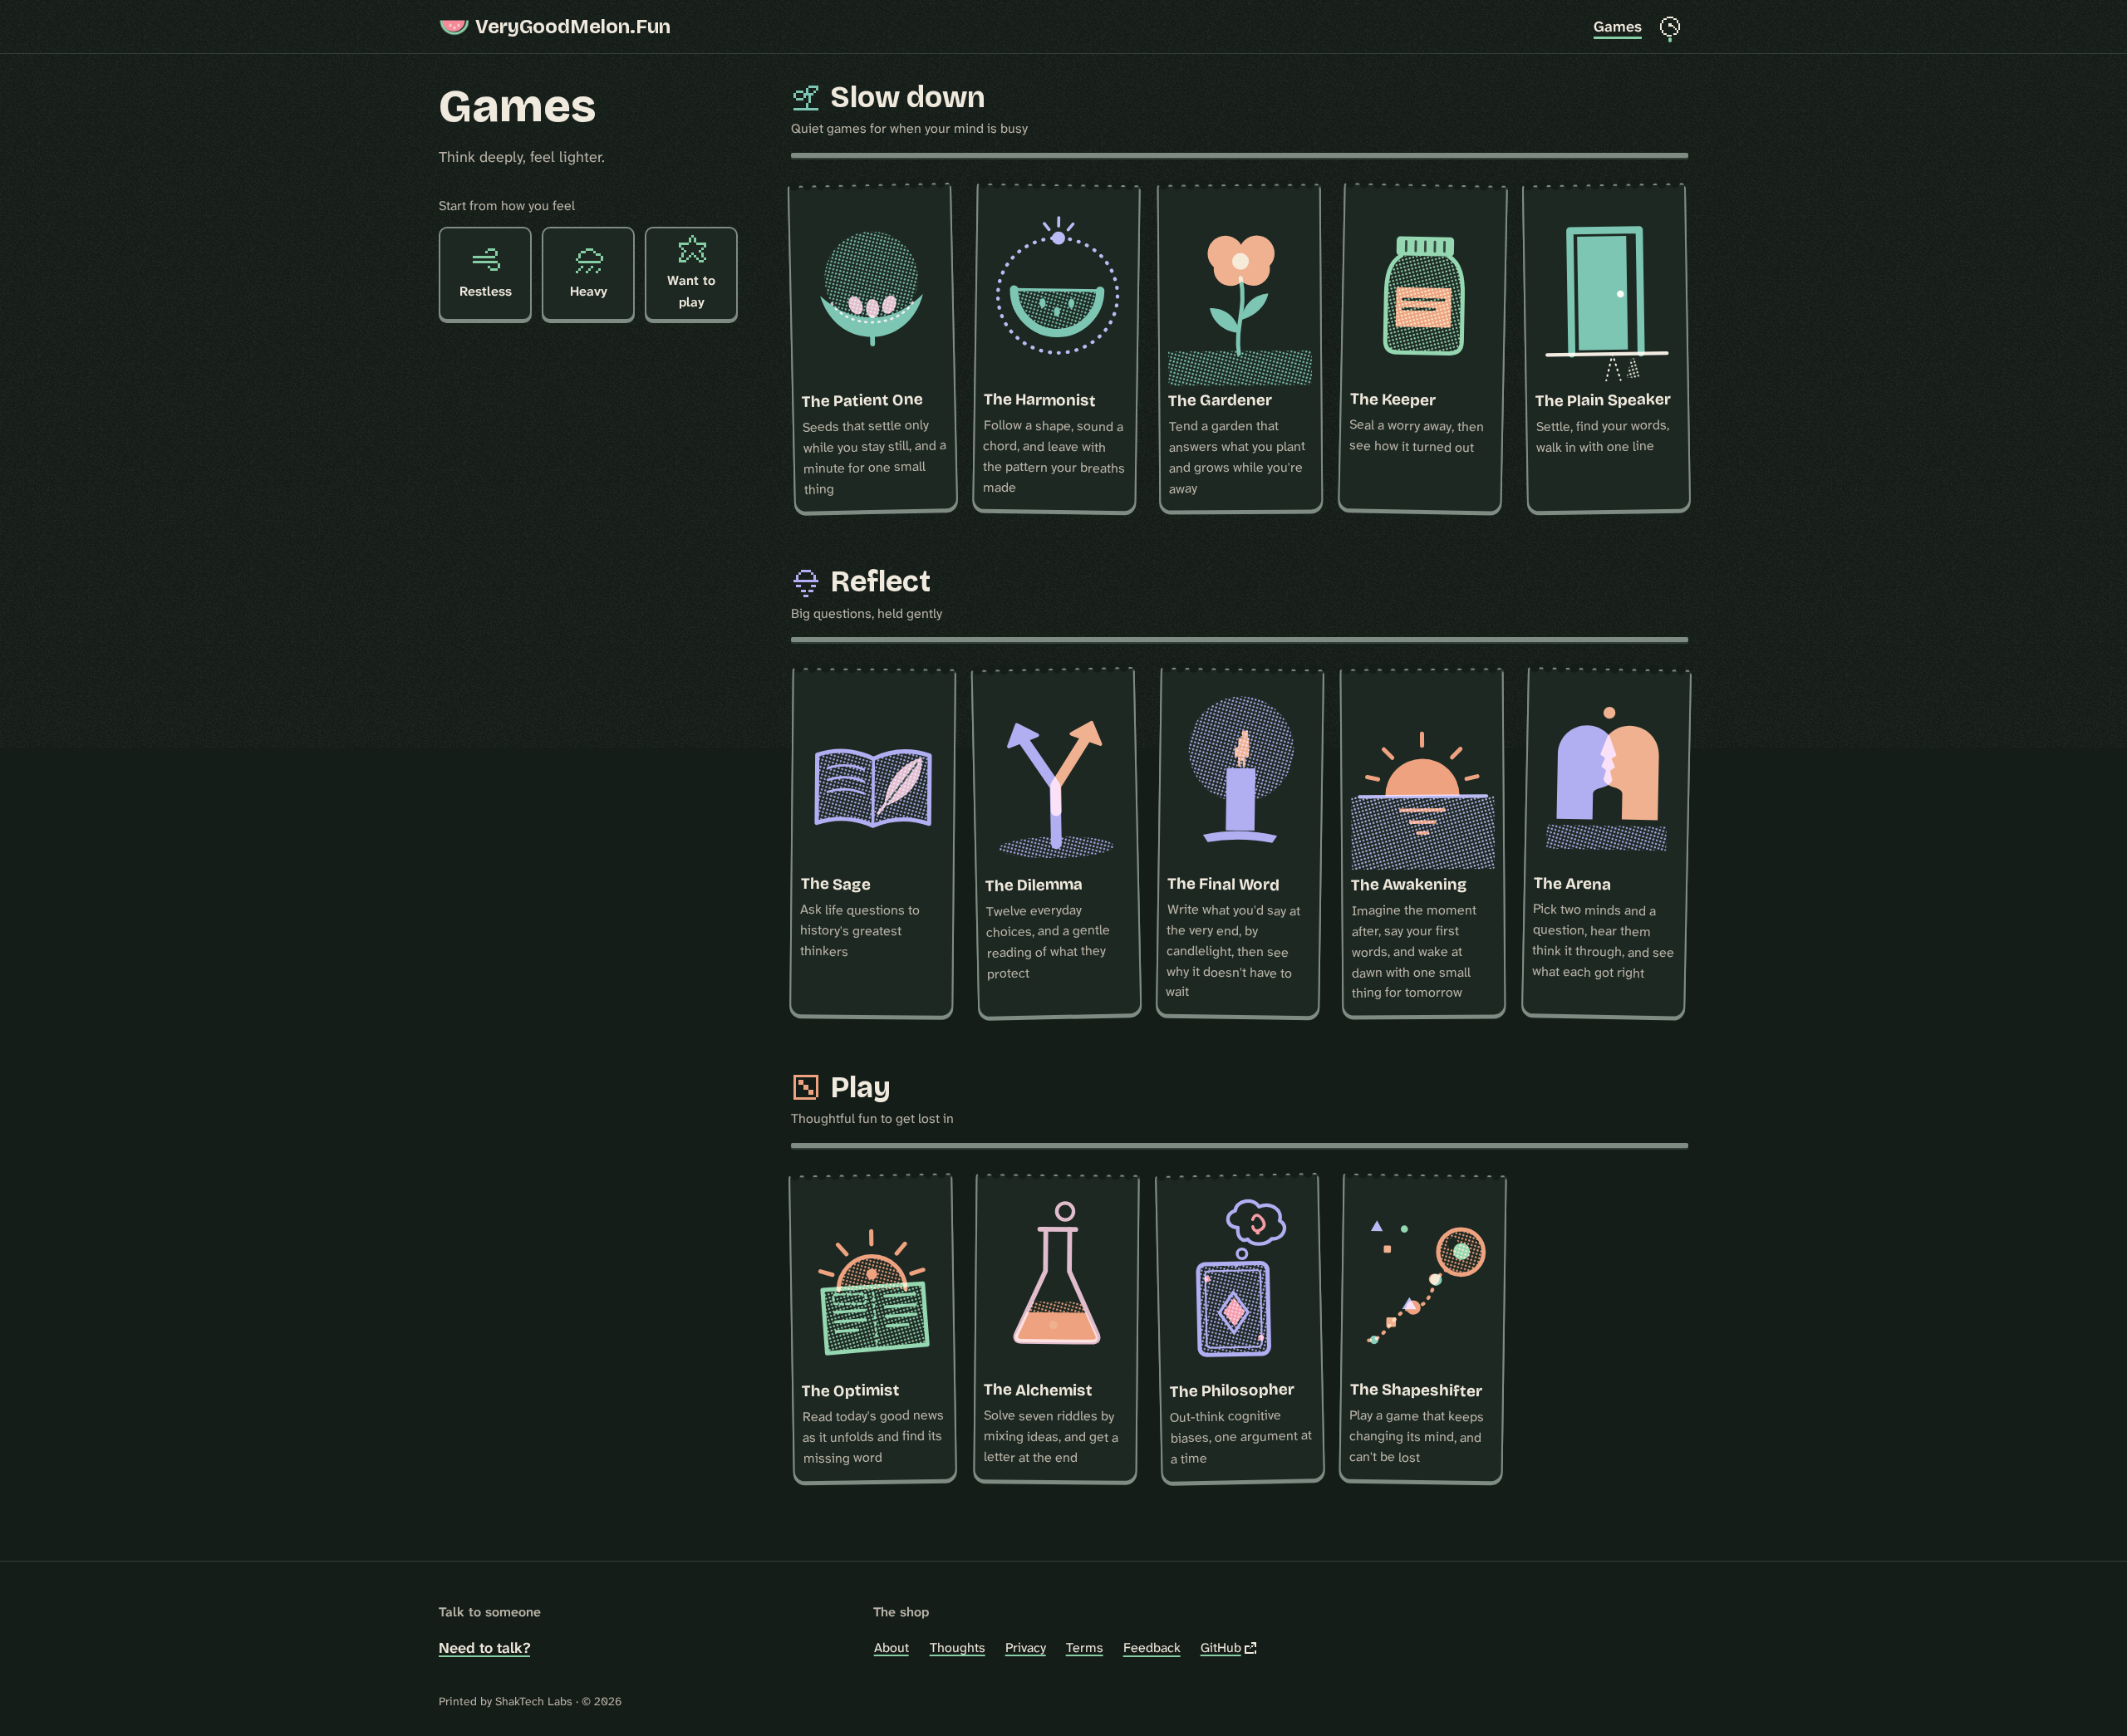 VeryGoodMelon.Fun
Games
Games
Think deeply, feel lighter.
Start from how you feel
Restless
Heavy
Want to
play
Slow down
Quiet games for when your mind is busy
The Patient One
Seeds that settle only
while you stay still, and a
minute for one small
thing
The Harmonist
Follow a shape, sound a
chord, and leave with
the pattern your breaths
made
The Gardener
Tend a garden that
answers what you plant
and grows while you're
away
The Keeper
Seal a worry away, then
see how it turned out
The Plain Speaker
Settle, find your words,
walk in with one line
Reflect
Big questions, held gently
The Sage
Ask life questions to
history's greatest
thinkers
The Dilemma
Twelve everyday
choices, and a gentle
reading of what they
protect
The Final Word
Write what you'd say at
the very end, by
candlelight, then see
why it doesn't have to
wait
The Awakening
Imagine the moment
after, say your first
words, and wake at
dawn with one small
thing for tomorrow
The Arena
Pick two minds and a
question, hear them
think it through, and see
what each got right
Play
Thoughtful fun to get lost in
The Optimist
Read today's good news
as it unfolds and find its
missing word
The Alchemist
Solve seven riddles by
mixing ideas, and get a
letter at the end
The Philosopher
Out-think cognitive
biases, one argument at
a time
The Shapeshifter
Play a game that keeps
changing its mind, and
can't be lost
Talk to someone
Need to talk?
The shop
About Thoughts Privacy Terms Feedback GitHub
Printed by ShakTech Labs · © 2026